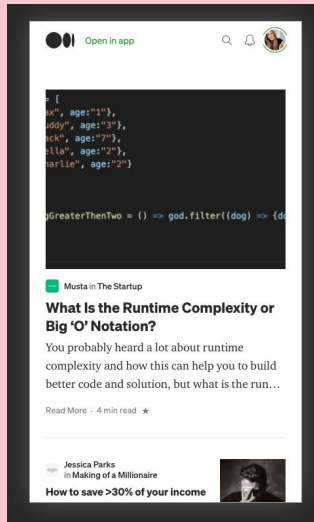 Open in app
= [
ax", age:"1"},
uddy", age:"3"},
ack", age:"7"},
ella", age:"2"},
harlie", age:"2"}
gGreaterThenTwo = () => god.filter((dog) => {do
Musta in The Startup
What Is the Runtime Complexity or
Big ‘O’ Notation?
You probably heard a lot about runtime
complexity and how this can help you to build
better code and solution, but what is the run…
Read More · 4 min read ★
Jessica Parks
in Making of a Millionaire
How to save >30% of your income